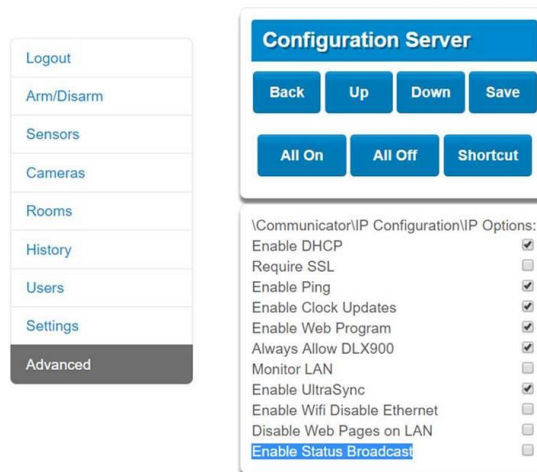 Logout
Arm/Disarm
Sensors
Cameras
Rooms
History
Users
Settings
Advanced
Configuration Server
Back Up Down Save
All On All Off Shortcut
\Communicator\IP Configuration\IP Options:
Enable DHCP
Require SSL
Enable Ping
Enable Clock Updates
Enable Web Program
Always Allow DLX900
Monitor LAN
Enable UltraSync
Enable Wifi Disable Ethernet
Disable Web Pages on LAN
Enable Status Broadcast